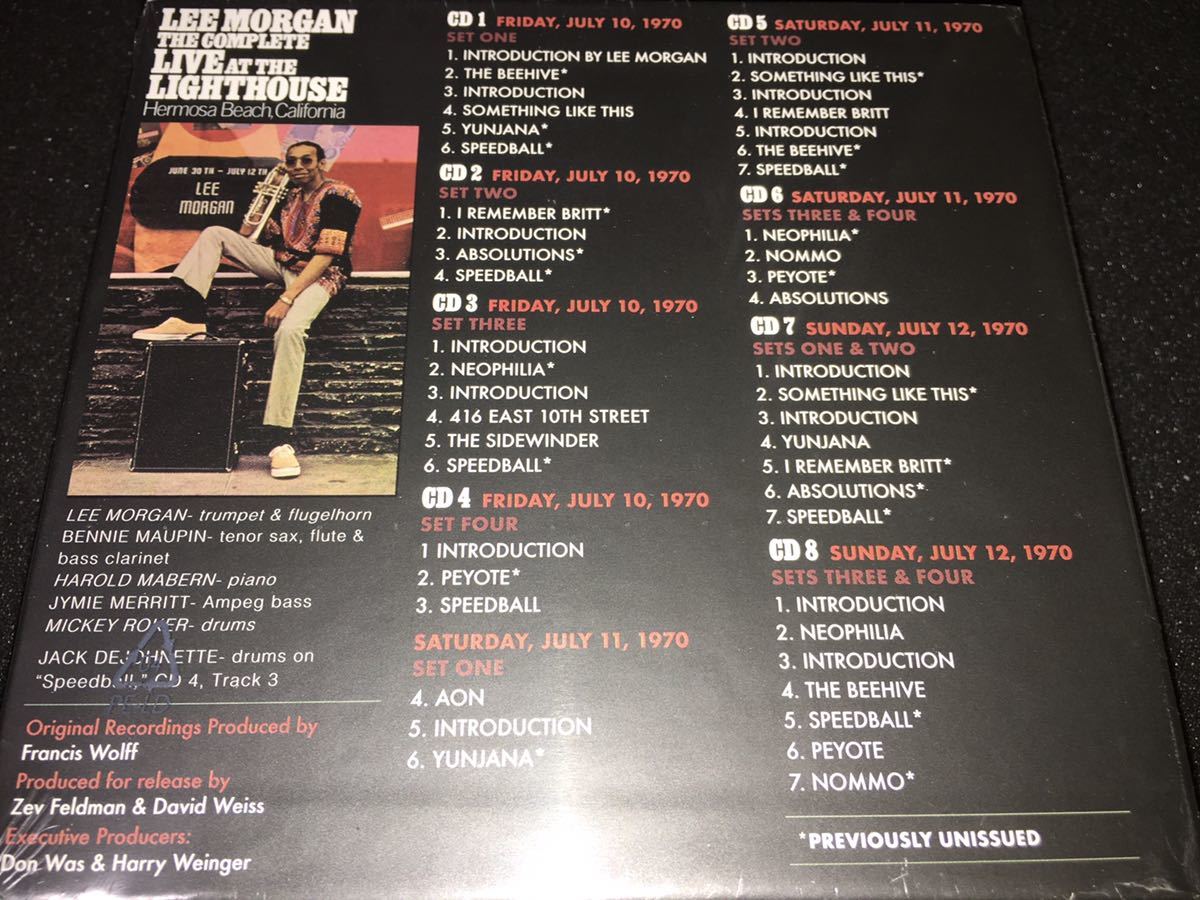 LEE MORGAN
THE COMPLETE
LIVE AT THE
LIGHTHOUSE
Hermosa Beach, California
JUNE 30 TH - JULY 12 TH
LEE
MORGAN
LEE MORGAN- trumpet & flugelhorn
BENNIE MAUPIN- tenor sax, flute &
bass clarinet
HAROLD MABERN- piano
JYMIE MERRITT- Ampeg bass
MICKEY ROKER- drums
JACK DEJOHNETTE- drums on
"Speedball," CD 4, Track 3
04
PE-LD
Original Recordings Produced by
Francis Wolff
Produced for release by
Zev Feldman & David Weiss
Executive Producers:
Don Was & Harry Weinger
CD 1 FRIDAY, JULY 10, 1970
SET ONE
1. INTRODUCTION BY LEE MORGAN
2. THE BEEHIVE*
3. INTRODUCTION
4. SOMETHING LIKE THIS
5. YUNJANA*
6. SPEEDBALL*
CD 2 FRIDAY, JULY 10, 1970
SET TWO
1. I REMEMBER BRITT*
2. INTRODUCTION
3. ABSOLUTIONS*
4. SPEEDBALL*
CD 3 FRIDAY, JULY 10, 1970
SET THREE
1. INTRODUCTION
2. NEOPHILIA*
3. INTRODUCTION
4. 416 EAST 10TH STREET
5. THE SIDEWINDER
6. SPEEDBALL*
CD 4 FRIDAY, JULY 10, 1970
SET FOUR
1 INTRODUCTION
2. PEYOTE*
3. SPEEDBALL
SATURDAY, JULY 11, 1970
SET ONE
4. AON
5. INTRODUCTION
6. YUNJANA*
CD 5 SATURDAY, JULY 11, 1970
SET TWO
1. INTRODUCTION
2. SOMETHING LIKE THIS*
3. INTRODUCTION
4. I REMEMBER BRITT
5. INTRODUCTION
6. THE BEEHIVE*
7. SPEEDBALL*
CD 6 SATURDAY, JULY 11, 1970
SETS THREE & FOUR
1. NEOPHILIA*
2. NOMMO
3. PEYOTE*
4. ABSOLUTIONS
CD 7 SUNDAY, JULY 12, 1970
SETS ONE & TWO
1. INTRODUCTION
2. SOMETHING LIKE THIS*
3. INTRODUCTION
4. YUNJANA
5. I REMEMBER BRITT*
6. ABSOLUTIONS*
7. SPEEDBALL*
CD 8 SUNDAY, JULY 12, 1970
SETS THREE & FOUR
1. INTRODUCTION
2. NEOPHILIA
3. INTRODUCTION
4. THE BEEHIVE
5. SPEEDBALL*
6. PEYOTE
7. NOMMO*
*PREVIOUSLY UNISSUED